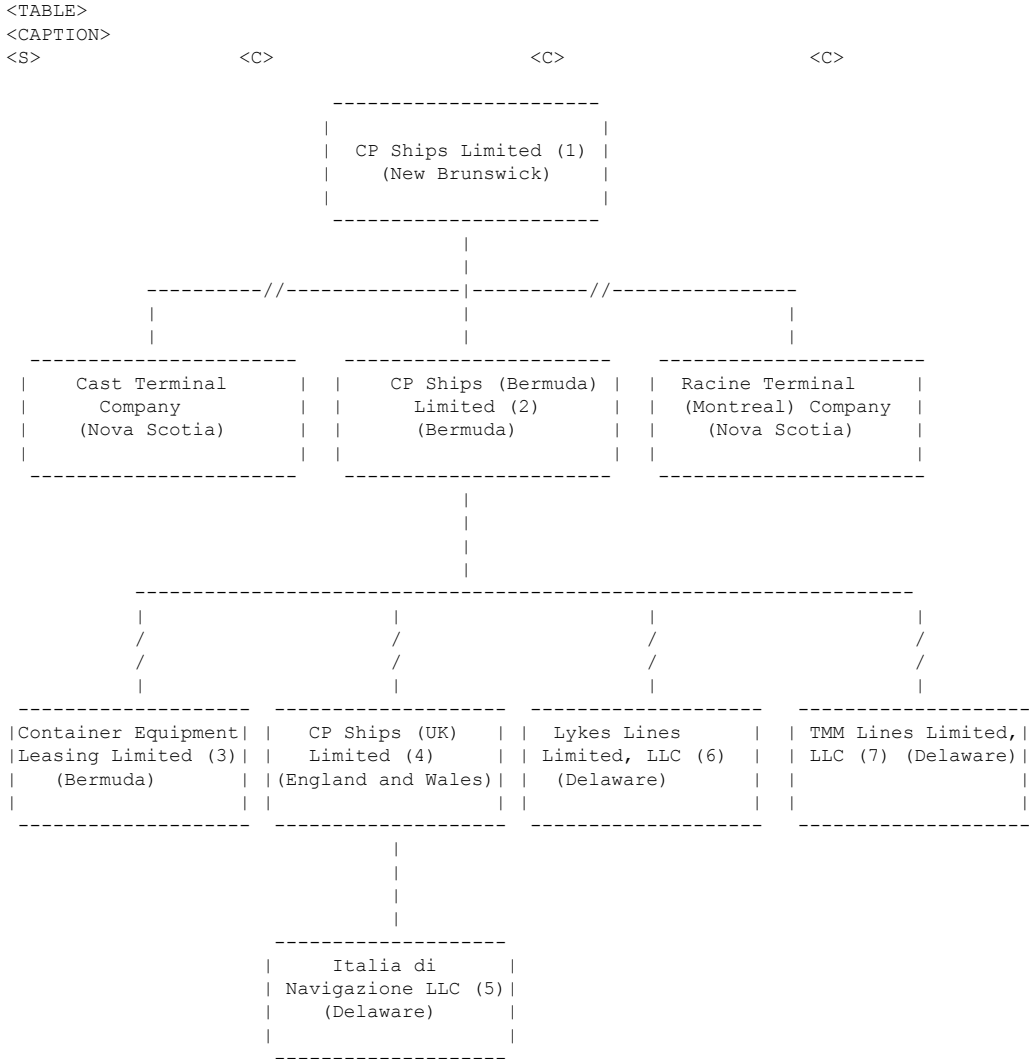 <TABLE>
<CAPTION>
<S> <C> <C> <C>
CP Ships Limited (1)
(New Brunswick)
Cast Terminal
Company
(Nova Scotia)
CP Ships (Bermuda)
Limited (2)
(Bermuda)
Racine Terminal
(Montreal) Company
(Nova Scotia)
Container Equipment
Leasing Limited (3)
(Bermuda)
CP Ships (UK)
Limited (4)
(England and Wales)
Lykes Lines
Limited, LLC (6)
(Delaware)
TMM Lines Limited,
LLC (7) (Delaware)
Italia di
Navigazione LLC (5)
(Delaware)